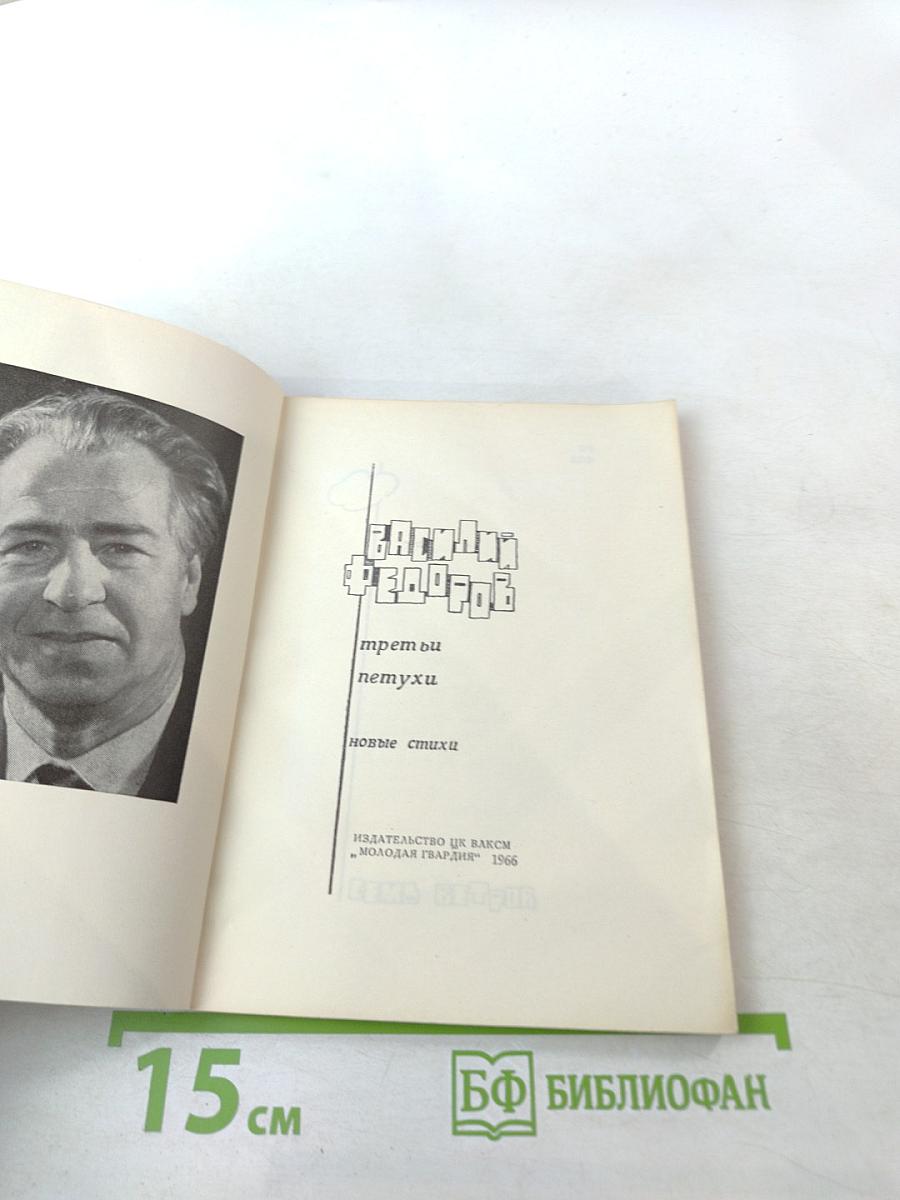 ВАСИЛИЙ
ФЕДОРОВ
третьи
петухи
новые стихи
ИЗДАТЕЛЬСТВО ЦК ВЛКСМ
„МОЛОДАЯ ГВАРДИЯ“ 1966
15 см
БФ БИБЛИОФАН